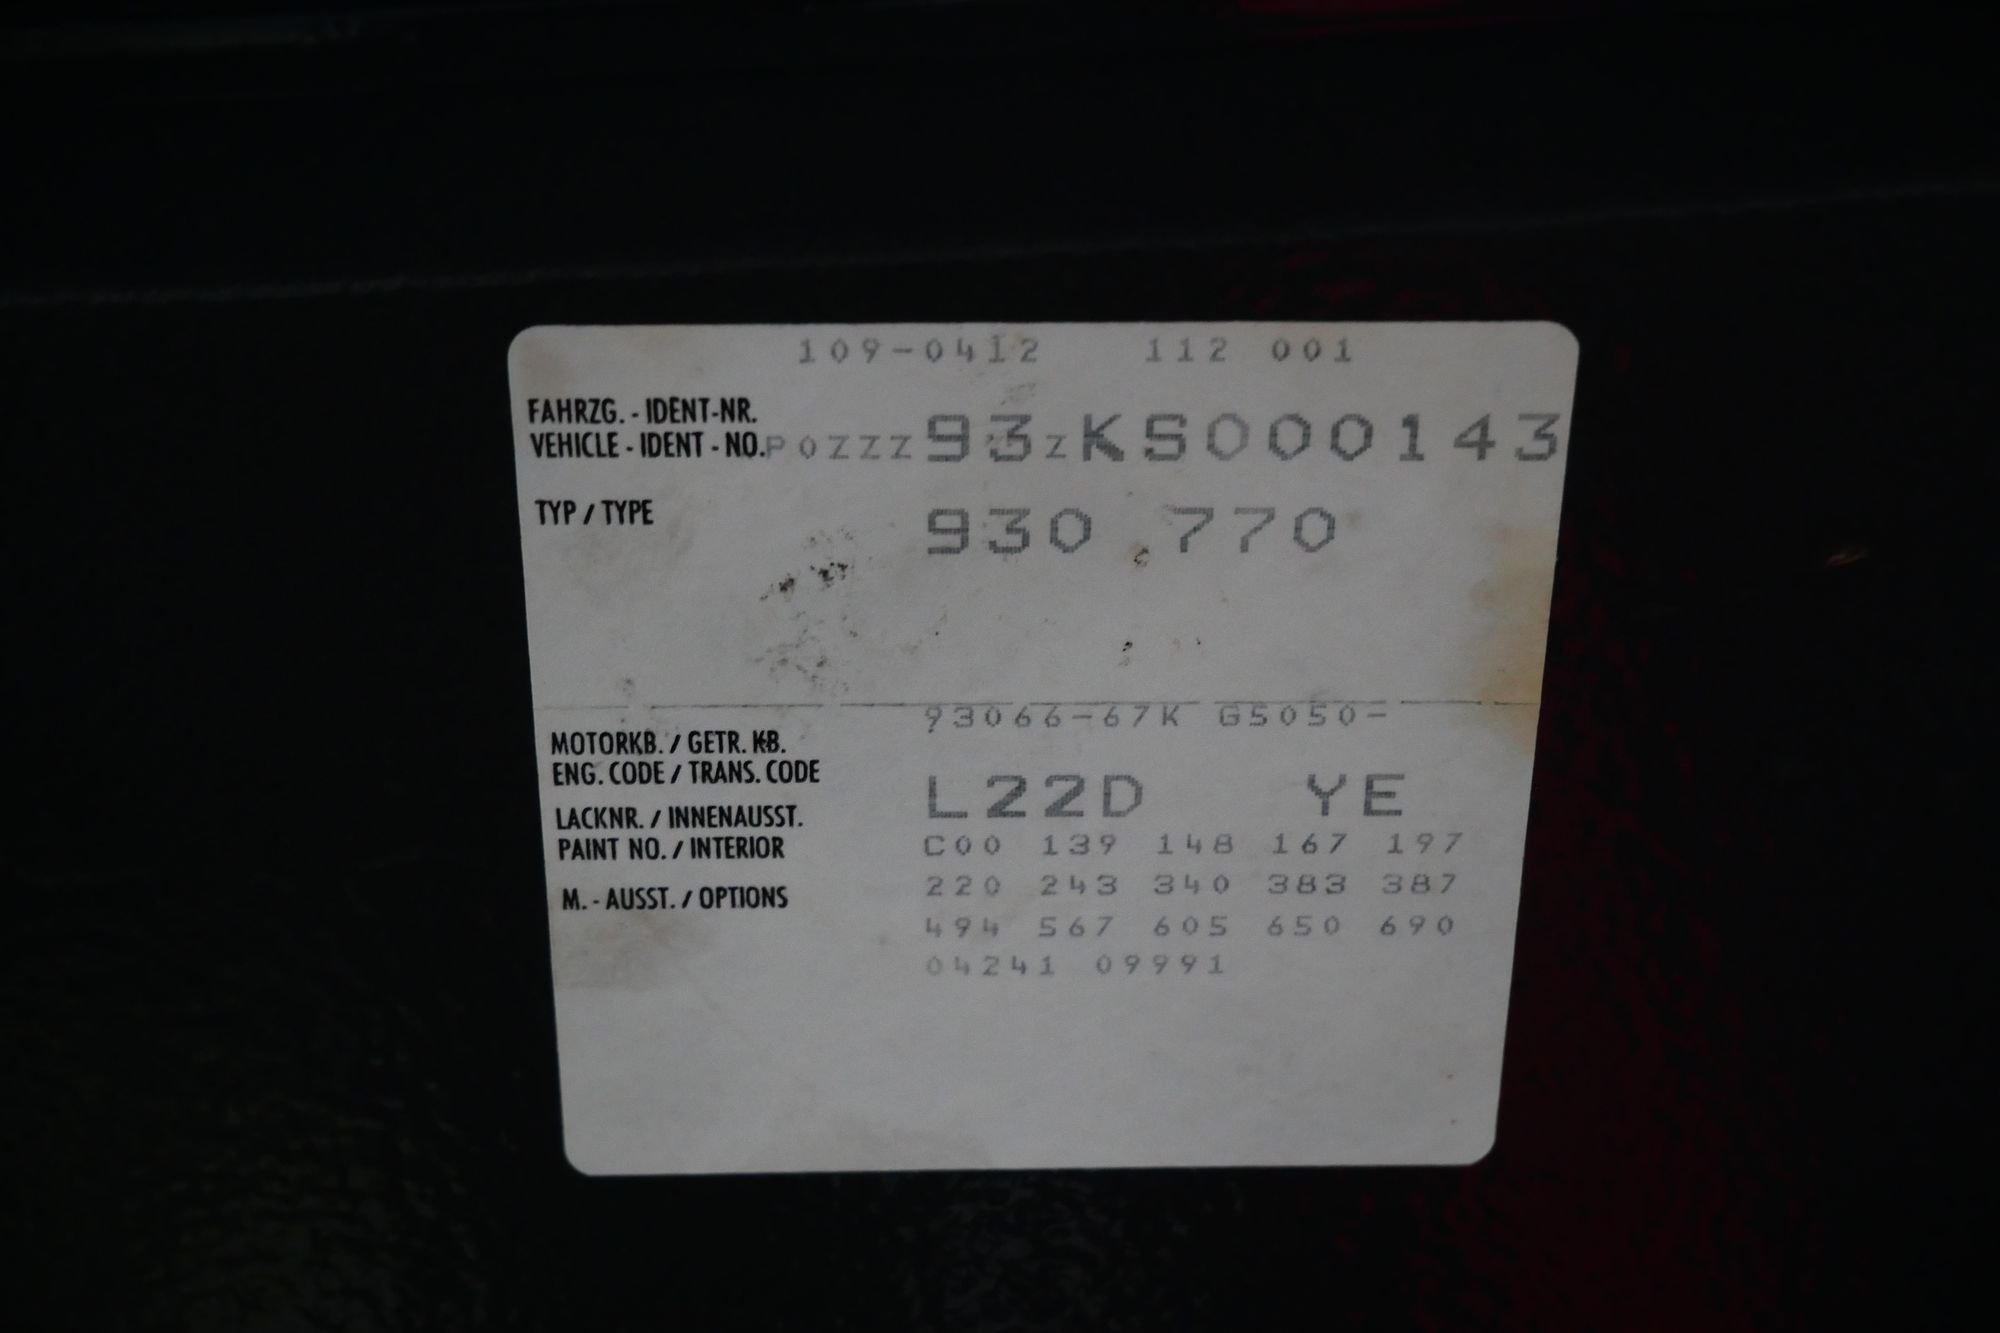 109-0412 112 001
FAHRZG. - IDENT-NR.
VEHICLE - IDENT - NO. P0ZZZ93ZKS000143
TYP / TYPE 930 770
93066-67K G5050-
MOTORKB. / GETR. KB.
ENG. CODE / TRANS. CODE
L22D YE
LACKNR. / INNENAUSST.
PAINT NO. / INTERIOR
C00 139 148 167 197
M. - AUSST. / OPTIONS
220 243 340 383 387
494 567 605 650 690
04241 09991